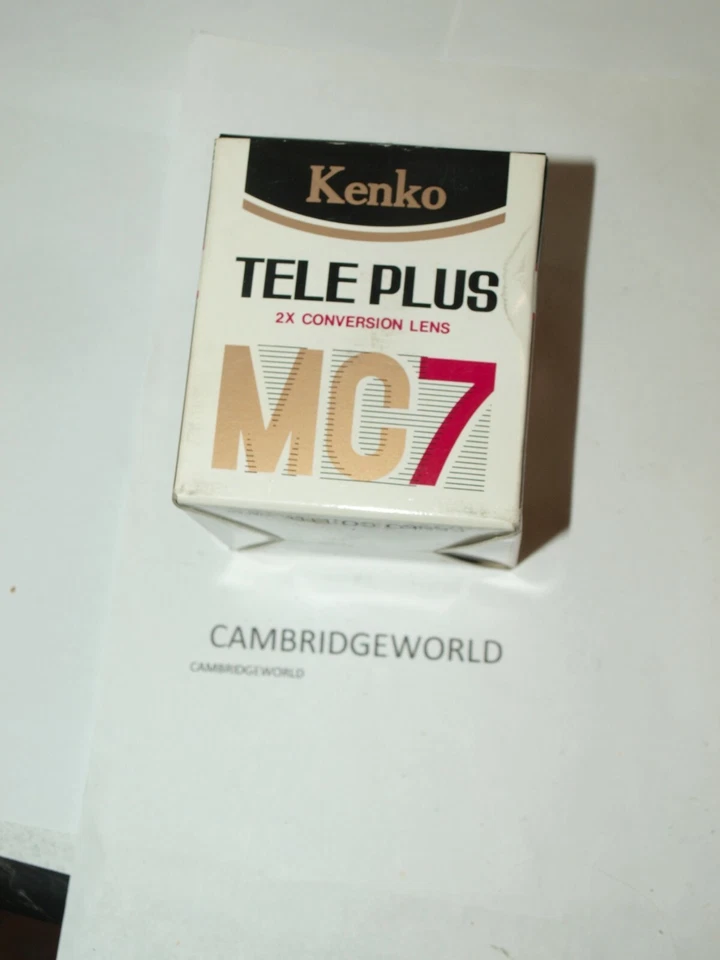 Kenko
TELE PLUS
2X CONVERSION LENS
MC7
CAMBRIDGEWORLD
CAMBRIDGEWORLD